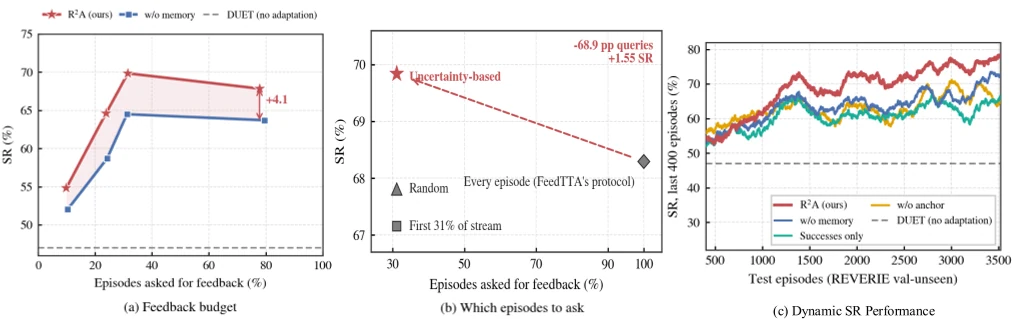 R²A (ours) w/o memory DUET (no adaptation)
75
70
65
60
55
50
SR (%)
+4.1
0 20 40 60 80 100
Episodes asked for feedback (%)
(a) Feedback budget
-68.9 pp queries
+1.55 SR
70
69
68
67
SR (%)
Uncertainty-based
Every episode (FeedTTA's protocol)
Random
First 31% of stream
30 50 70 90 100
Episodes asked for feedback (%)
(b) Which episodes to ask
80
70
60
50
40
30
SR, last 400 episodes (%)
R²A (ours)
w/o memory
Successes only
w/o anchor
DUET (no adaptation)
500 1000 1500 2000 2500 3000 3500
Test episodes (REVERIE val-unseen)
(c) Dynamic SR Performance